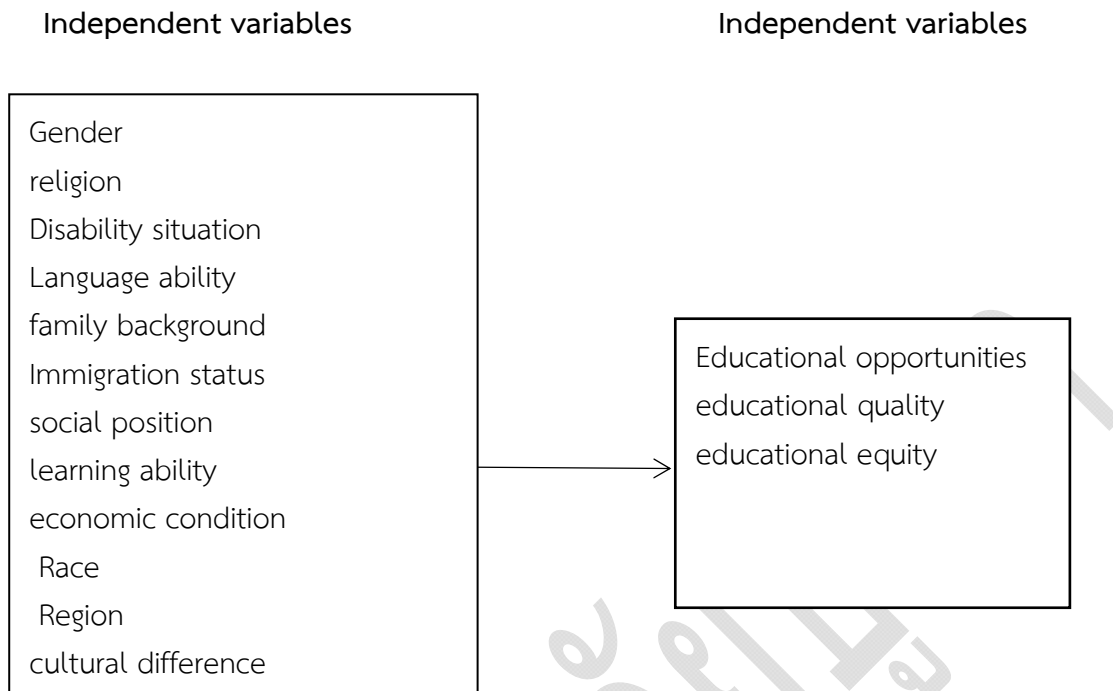 Independent variables
Independent variables
Gender
religion
Disability situation
Language ability
family background
Immigration status
social position
learning ability
economic condition
Race
Region
cultural difference
Educational opportunities
educational quality
educational equity